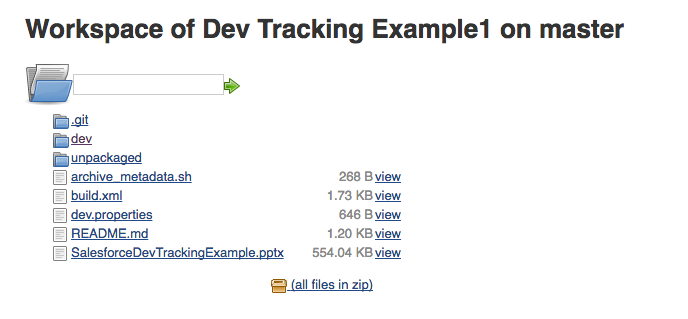 Workspace of Dev Tracking Example1 on master
.git
dev
unpackaged
archive_metadata.sh 268 B view
build.xml 1.73 KB view
dev.properties 646 B view
README.md 1.20 KB view
SalesforceDevTrackingExample.pptx 554.04 KB view
(all files in zip)